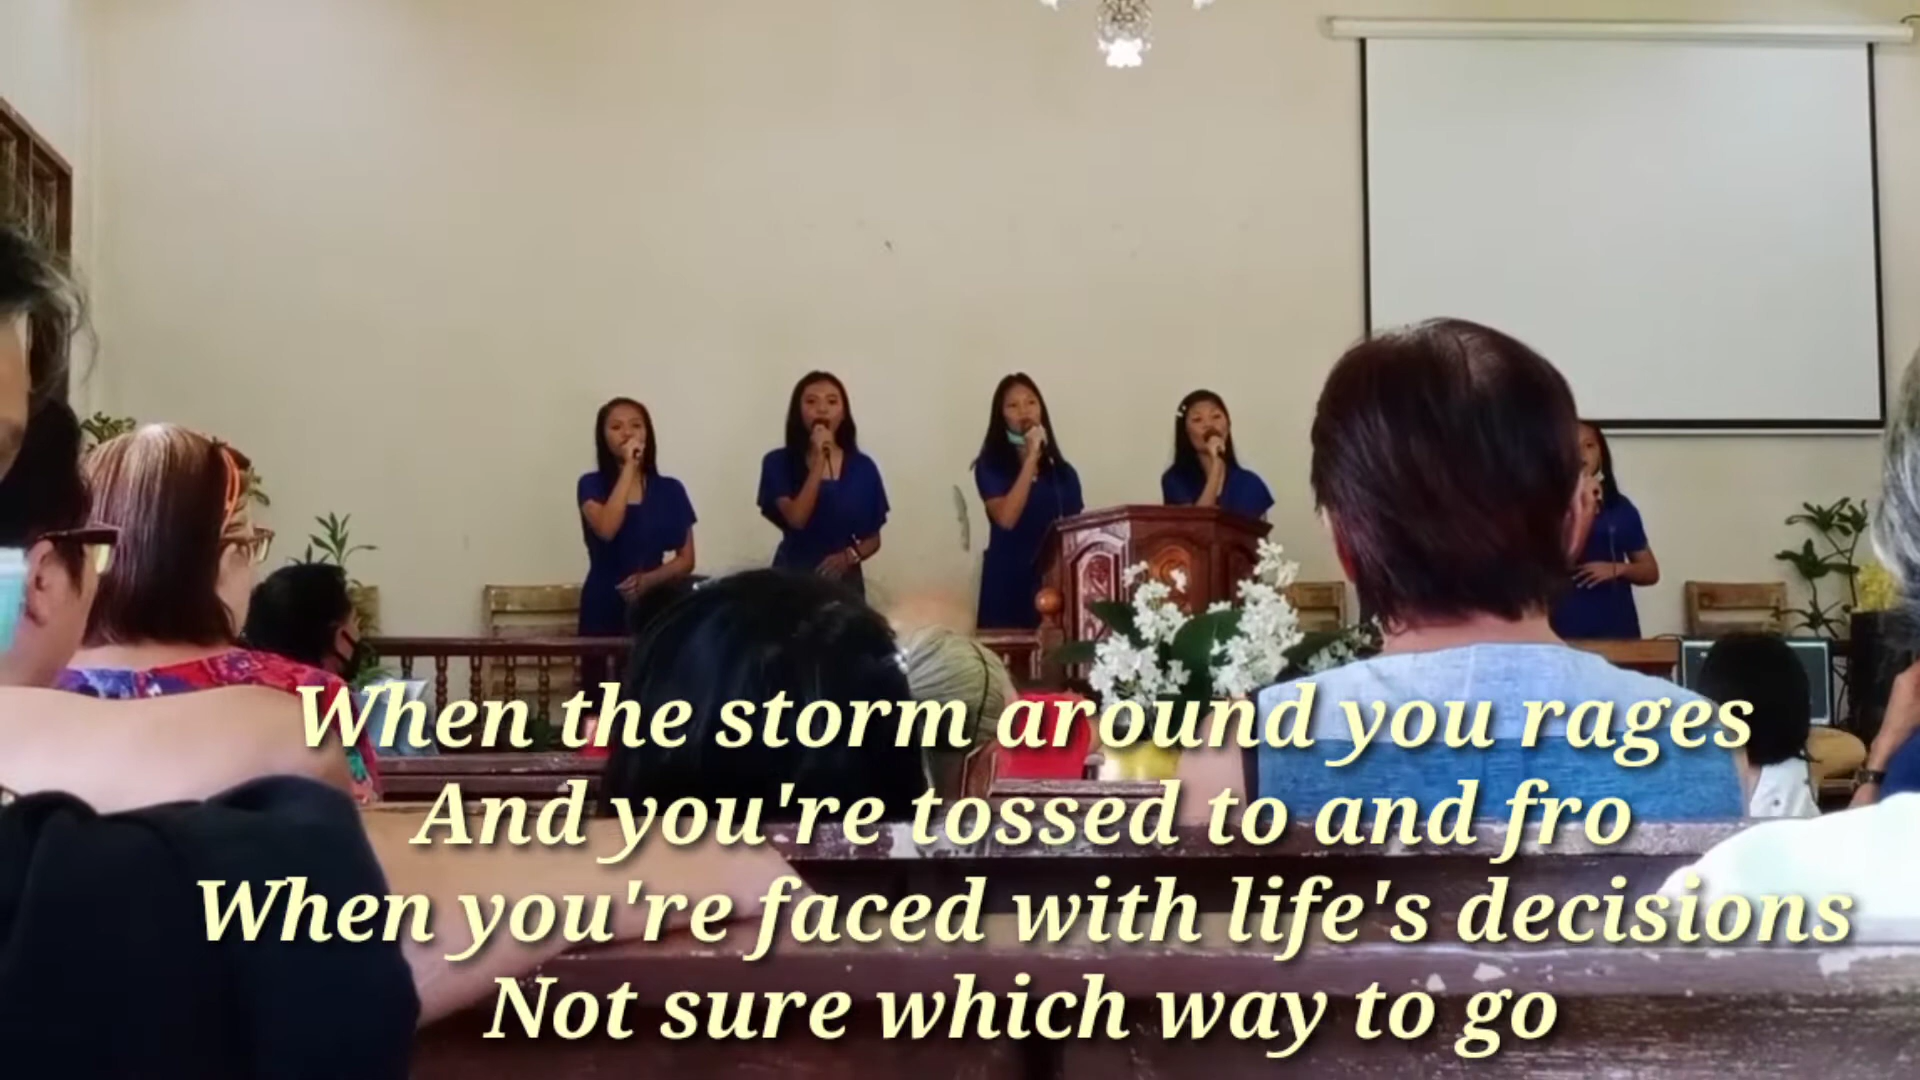 When the storm around you rages
And you're tossed to and fro
When you're faced with life's decisions
Not sure which way to go